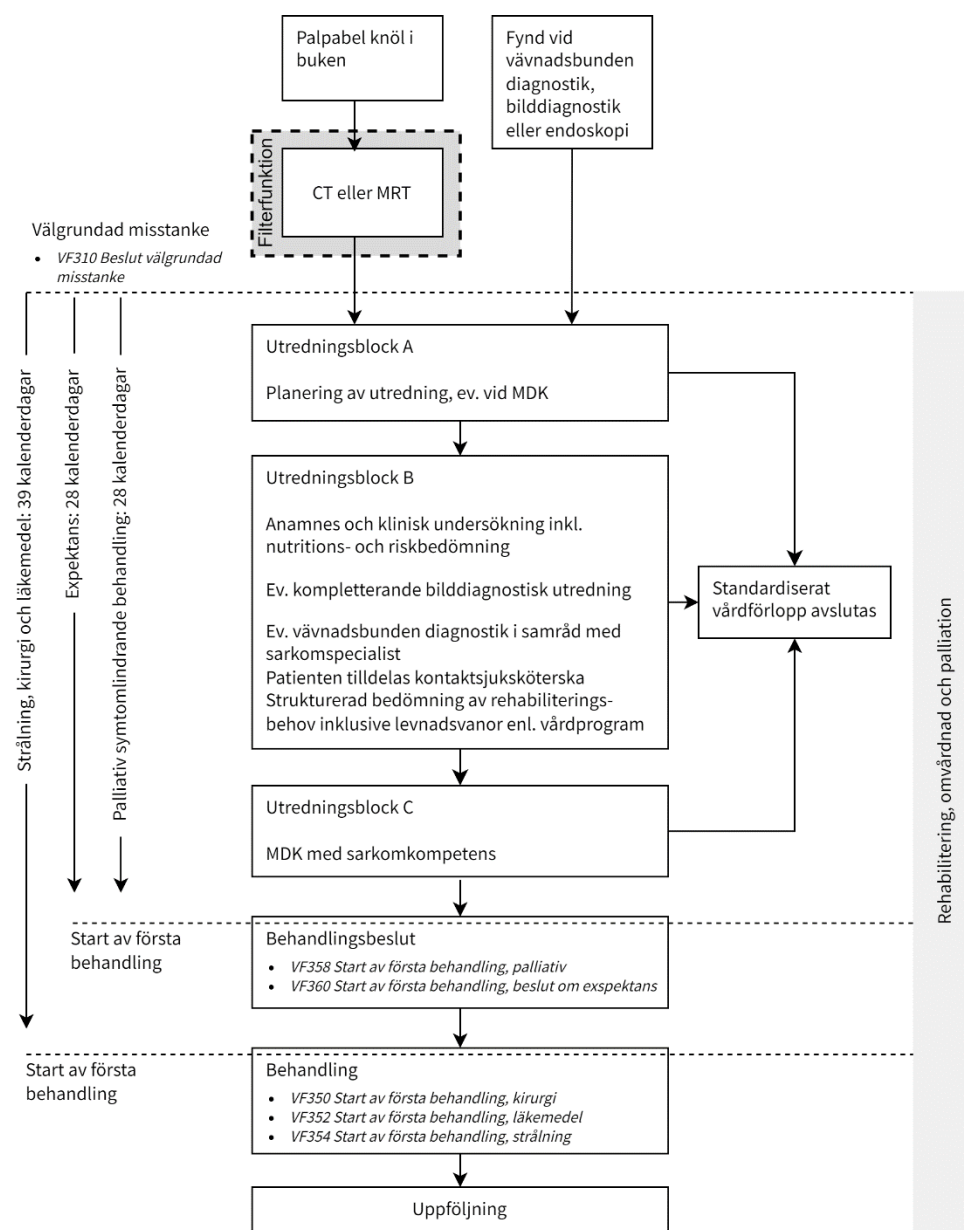 Palpabel knöl i
buken
Fynd vid
vävnadsbunden
diagnostik,
bilddiagnostik
eller endoskopi
Filterfunktion
CT eller MRT
Välgrundad misstanke
• VF310 Beslut välgrundad
misstanke
Strålning, kirurgi och läkemedel: 39 kalenderdagar
Expektans: 28 kalenderdagar
Palliativ symtomlindrande behandling: 28 kalenderdagar
Utredningsblock A
Planering av utredning, ev. vid MDK
Utredningsblock B
Anamnes och klinisk undersökning inkl.
nutritions- och riskbedömning
Ev. kompletterande bilddiagnostisk utredning
Ev. vävnadsbunden diagnostik i samråd med
sarkomspecialist
Patienten tilldelas kontaktsjuksköterska
Strukturerad bedömning av rehabiliterings-
behov inklusive levnadsvanor enl. vårdprogram
Standardiserat
vårdförlopp avslutas
Utredningsblock C
MDK med sarkomkompetens
Rehabilitering, omvårdnad och palliation
Start av första
behandling
Behandlingsbeslut
• VF358 Start av första behandling, palliativ
• VF360 Start av första behandling, beslut om exspektans
Start av första
behandling
Behandling
• VF350 Start av första behandling, kirurgi
• VF352 Start av första behandling, läkemedel
• VF354 Start av första behandling, strålning
Uppföljning